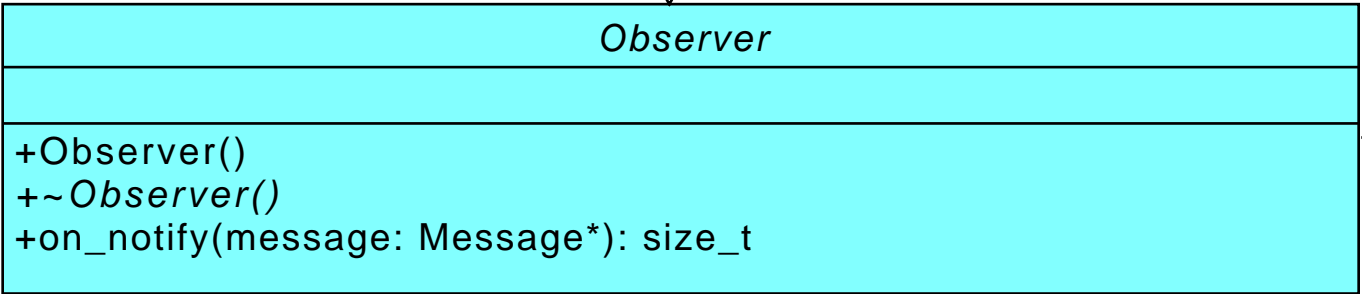 Observer
+Observer()
+~Observer()
+on_notify(message: Message*): size_t